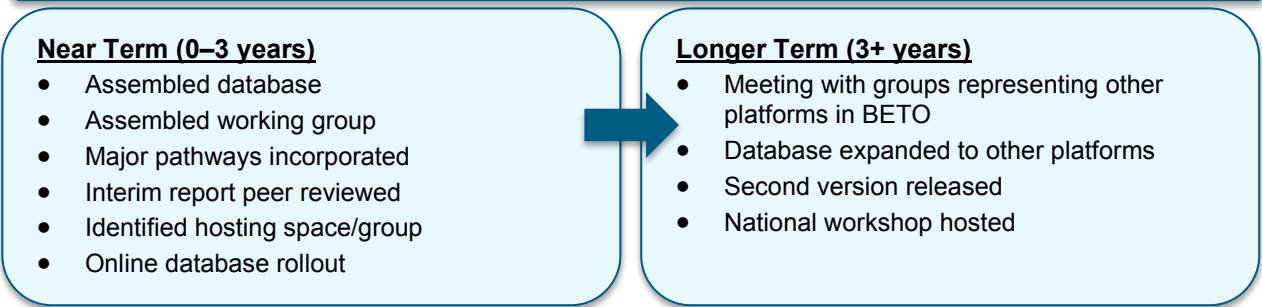 Near Term (0–3 years)
• Assembled database
• Assembled working group
• Major pathways incorporated
• Interim report peer reviewed
• Identified hosting space/group
• Online database rollout
Longer Term (3+ years)
• Meeting with groups representing other
platforms in BETO
• Database expanded to other platforms
• Second version released
• National workshop hosted